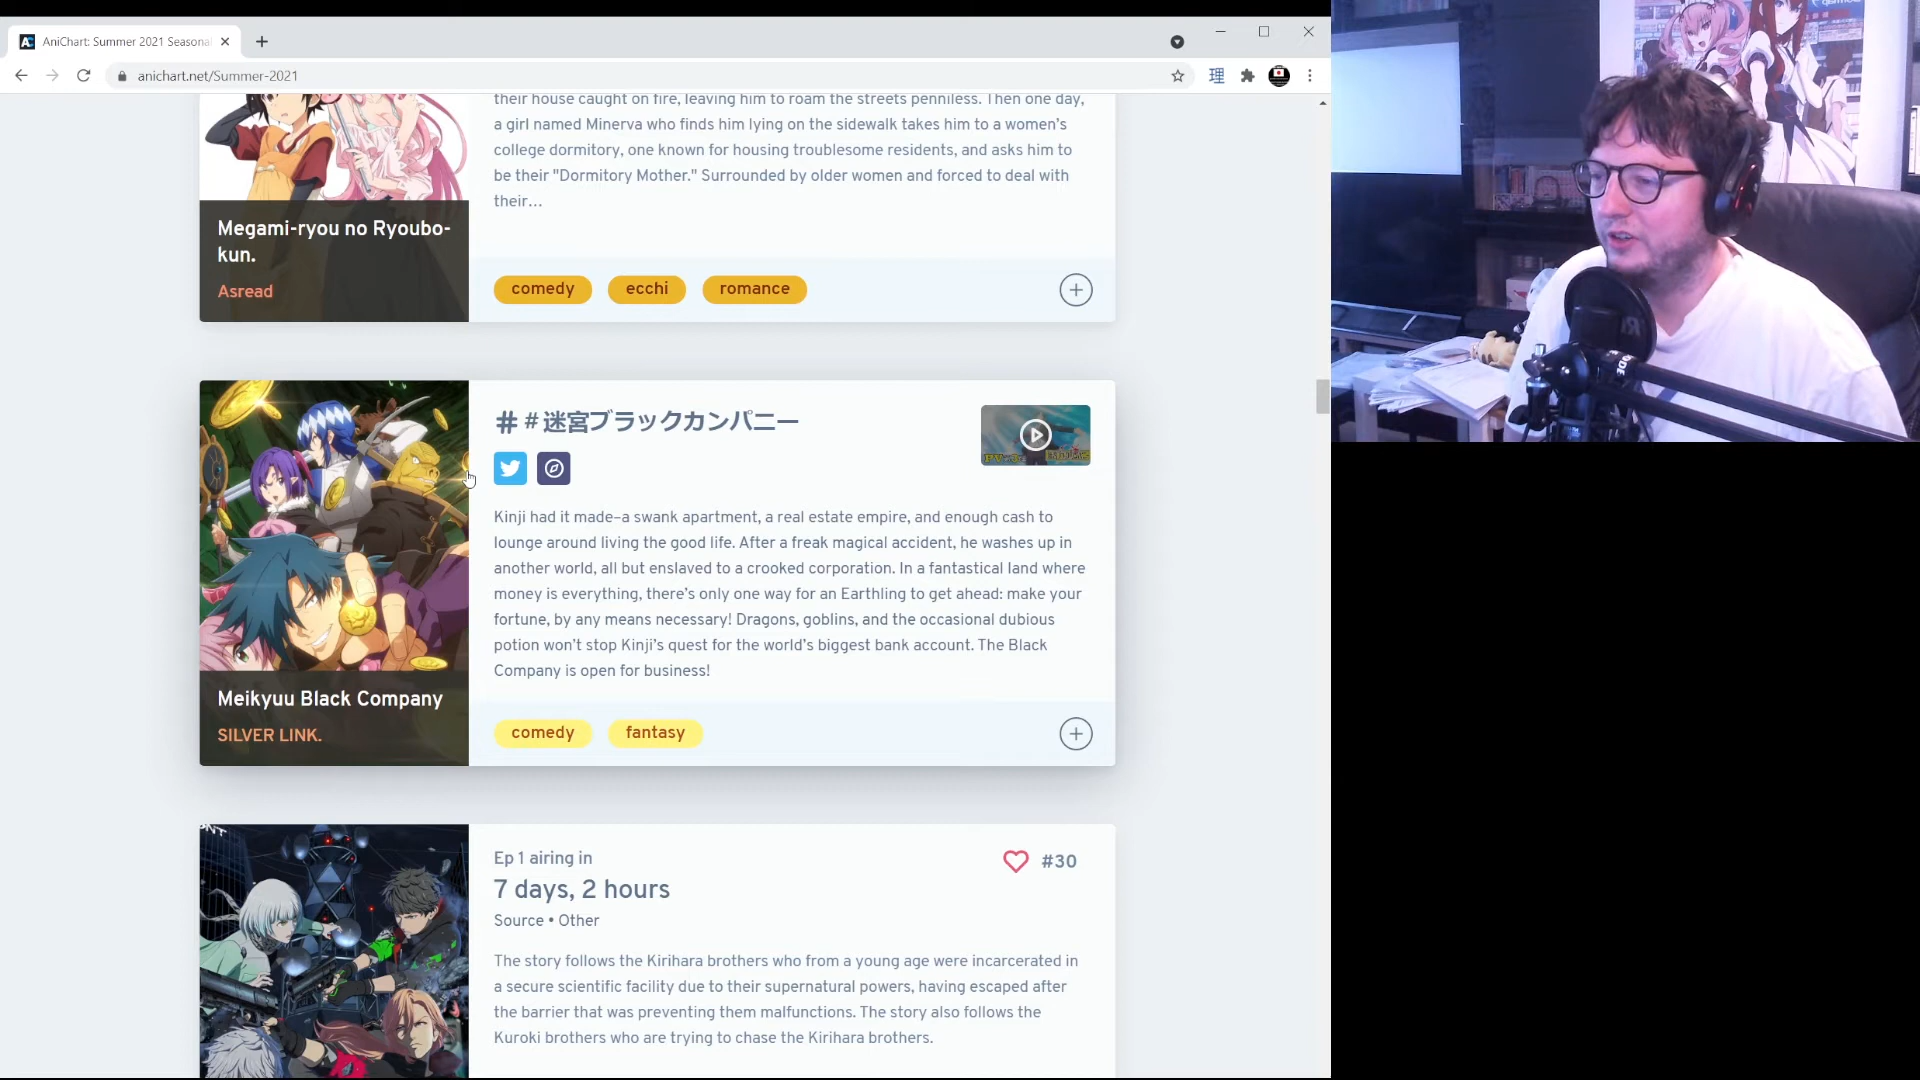 AniChart: Summer 2021 Seasonal
anichart.net/Summer-2021
their house caught on fire, leaving him to roam the streets penniless. Then one day,
a girl named Minerva who finds him lying on the sidewalk takes him to a women's
college dormitory, one known for housing troublesome residents, and asks him to
be their "Dormitory Mother." Surrounded by older women and forced to deal with
their…
Megami-ryou no Ryoubo-
kun.
Asread
comedy ecchi romance
#＃迷宮ブラックカンパニー
Kinji had it made–a swank apartment, a real estate empire, and enough cash to
lounge around living the good life. After a freak magical accident, he washes up in
another world, all but enslaved to a crooked corporation. In a fantastical land where
money is everything, there's only one way for an Earthling to get ahead: make your
fortune, by any means necessary! Dragons, goblins, and the occasional dubious
potion won't stop Kinji's quest for the world's biggest bank account. The Black
Company is open for business!
Meikyuu Black Company
SILVER LINK.
comedy fantasy
Ep 1 airing in
7 days, 2 hours
Source • Other
#30
The story follows the Kirihara brothers who from a young age were incarcerated in
a secure scientific facility due to their supernatural powers, having escaped after
the barrier that was preventing them malfunctions. The story also follows the
Kuroki brothers who are trying to chase the Kirihara brothers.
理
RODE